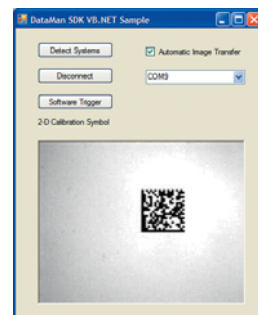 DataMan SDK VB.NET Sample
Detect Systems
Automatic Image Transfer
Disconnect
COM9
Software Trigger
2-D Calibration Symbol